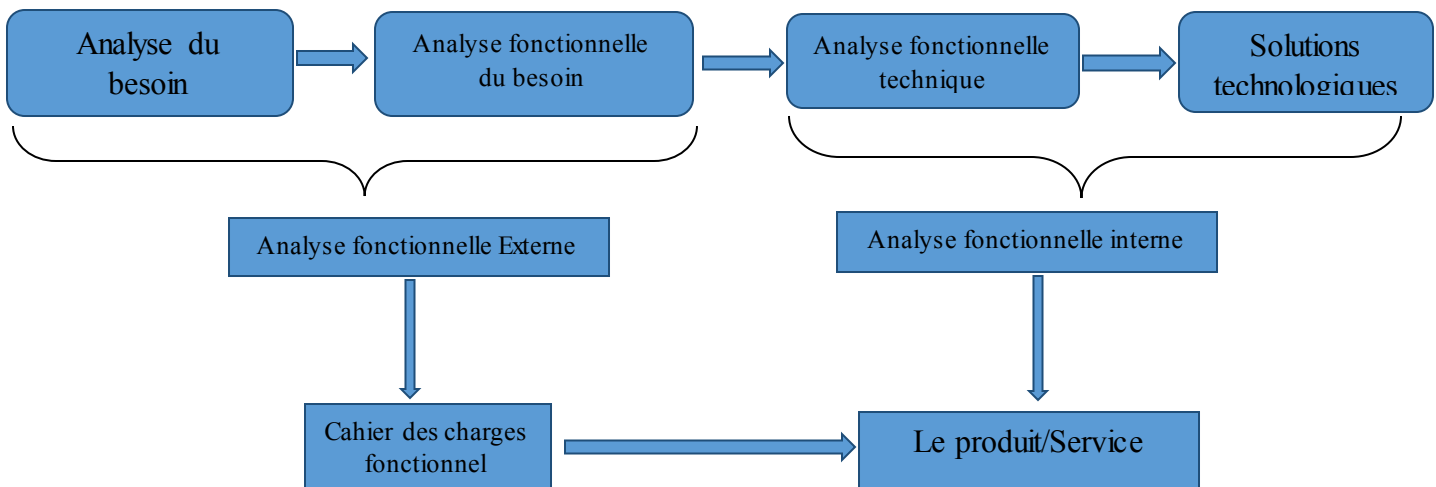 Analyse du
besoin
Analyse fonctionnelle
du besoin
Analyse fonctionnelle
technique
Solutions
technologiques
Analyse fonctionnelle Externe
Analyse fonctionnelle interne
Cahier des charges
fonctionnel
Le produit/Service